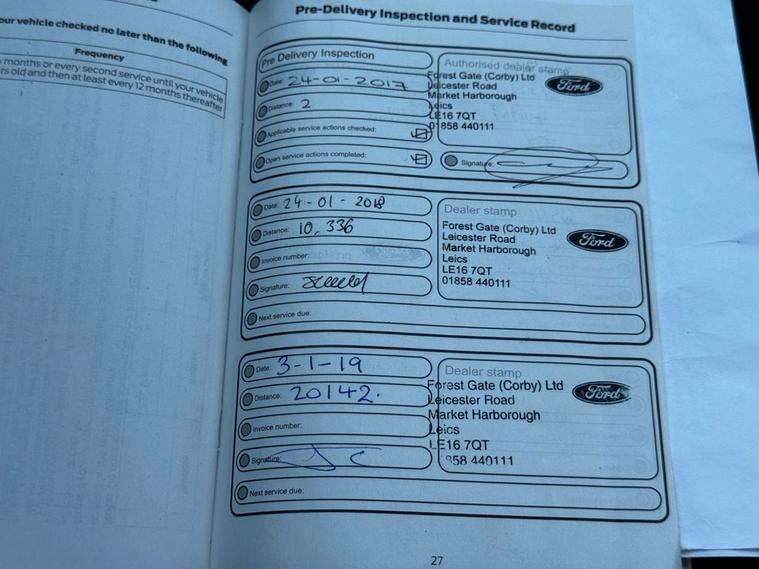 our vehicle checked no later than the following
Frequency
months or every second service until your vehicle
rs old and then at least every 12 months thereafter
Pre-Delivery Inspection and Service Record
Pre Delivery Inspection
Date: 24-01-2017
Distance: 2
Applicable service actions checked:
Open service actions completed:
Authorised dealer stamp
Forest Gate (Corby) Ltd
Leicester Road
Market Harborough
Leics
LE16 7QT
01858 440111
Ford
Signature:
Date: 24-01-2018
Distance: 10,336
Invoice number:
Signature:
Next service due:
Dealer stamp
Forest Gate (Corby) Ltd
Leicester Road
Market Harborough
Leics
LE16 7QT
01858 440111
Ford
Date: 3-1-19
Distance: 20142.
Invoice number:
Signature:
Next service due:
Dealer stamp
Forest Gate (Corby) Ltd
Leicester Road
Market Harborough
Leics
LE16 7QT
858 440111
Ford
27